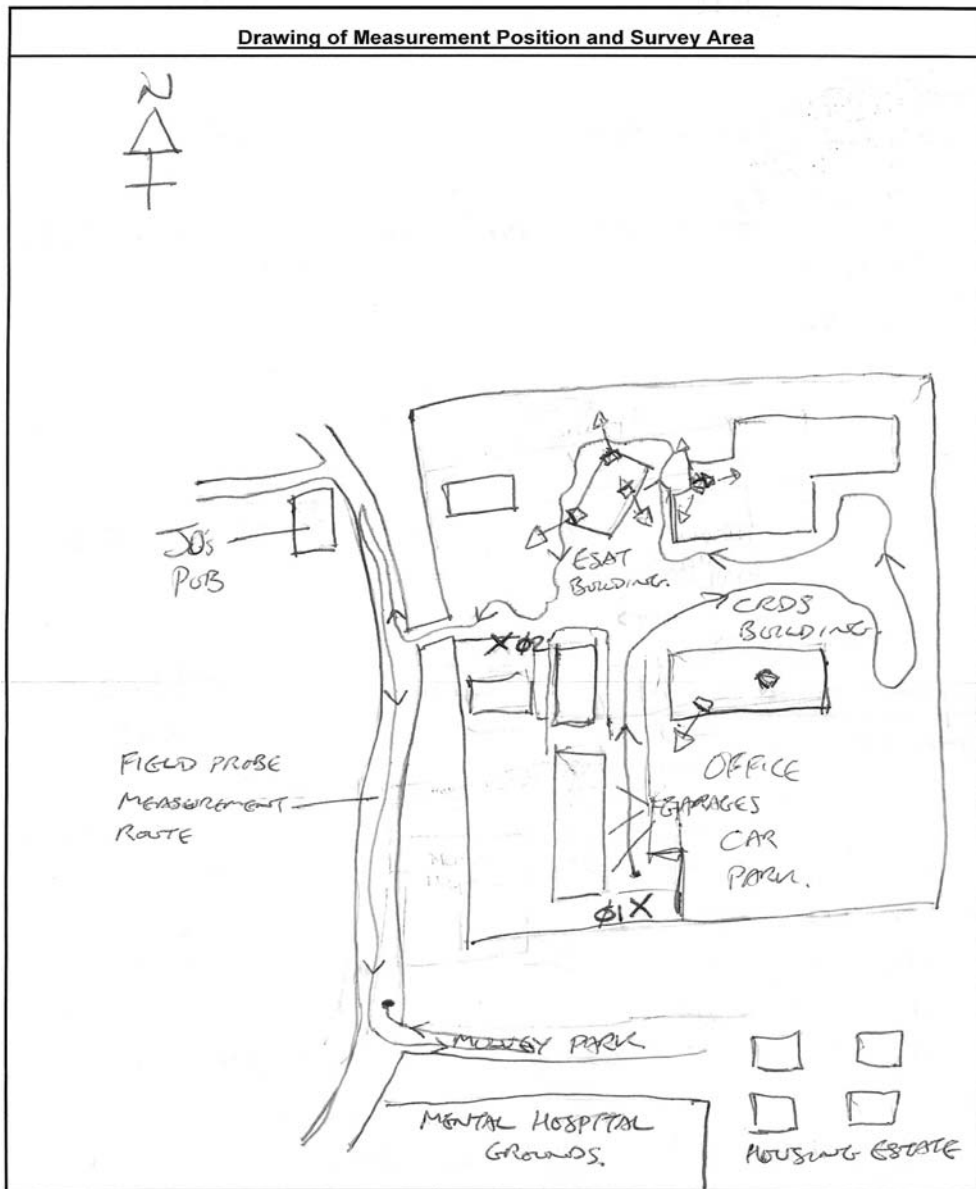 Drawing of Measurement Position and Survey Area
N
JO's
PUB
ESAT
BUILDING.
CRDS
BUILDING.
X Ø2
FIELD PROBE
MEASUREMENT
ROUTE
OFFICE
GARAGES
CAR
PARK.
Ø1 X
PARK
MENTAL HOSPITAL
GROUNDS.
HOUSING ESTATE